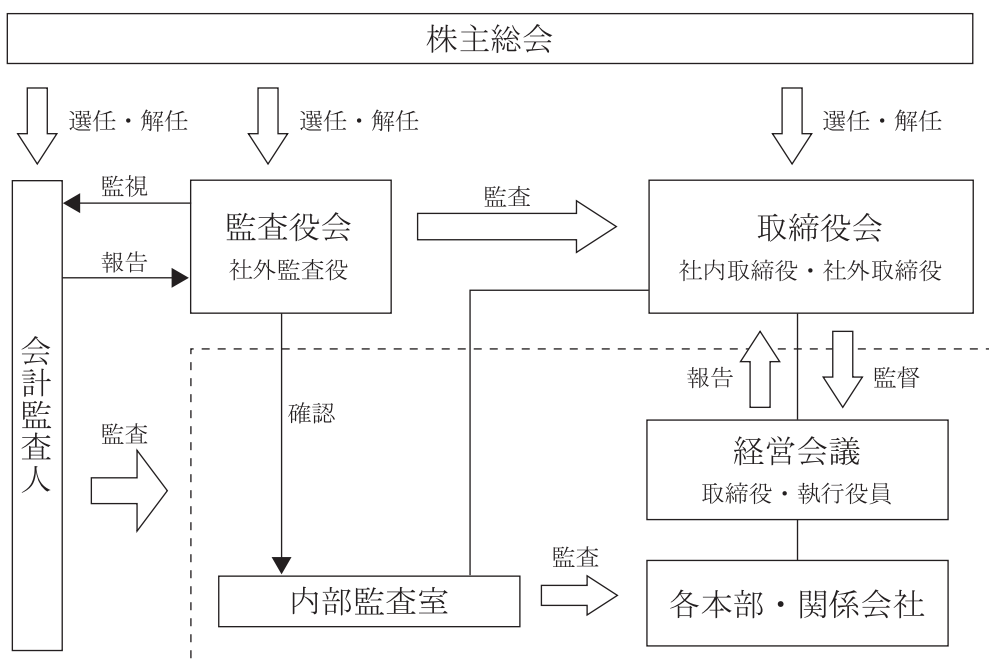 株主総会
選任・解任
選任・解任
選任・解任
監視
報告
監査役会
社外監査役
監査
取締役会
社内取締役・社外取締役
会計監査人
監査
確認
報告
監督
経営会議
取締役・執行役員
内部監査室
監査
各本部・関係会社